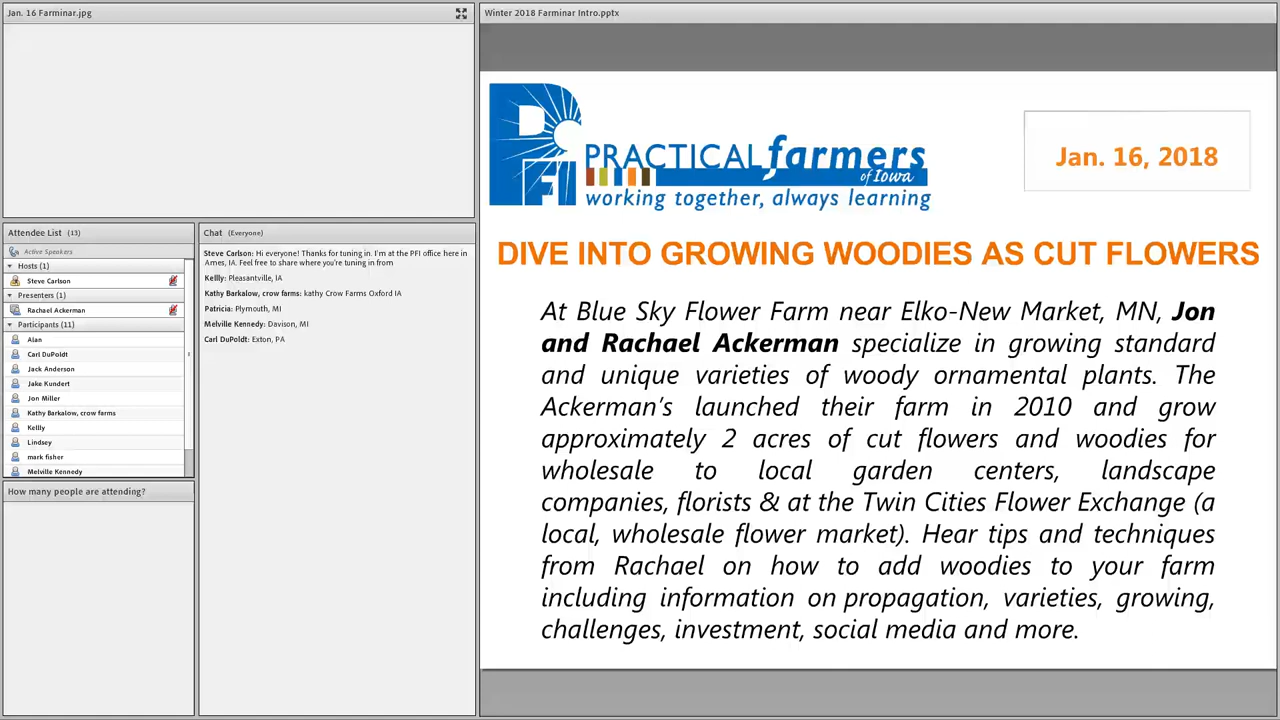 Jan. 16 Farminar.jpg
Attendee List (13)
Active Speakers
Hosts (1)
Steve Carlson
Presenters (1)
Rachael Ackerman
Participants (11)
Alan
Carl DuPoldt
Jack Anderson
Jake Kundert
Jon Miller
Kathy Barkalow, crow farms
Kellly
Lindsey
mark fisher
Melville Kennedy
How many people are attending?
Chat (Everyone)
Steve Carlson: Hi everyone! Thanks for tuning in. I'm at the PFI office here in
Ames, IA. Feel free to share where you're tuning in from
Kellly: Pleasantville, IA
Kathy Barkalow, crow farms: kathy Crow Farms Oxford IA
Patricia: Plymouth, MI
Melville Kennedy: Davison, MI
Carl DuPoldt: Exton, PA
Winter 2018 Farminar Intro.pptx
PFI
PRACTICAL farmers
of Iowa
working together, always learning
Jan. 16, 2018
DIVE INTO GROWING WOODIES AS CUT FLOWERS
At Blue Sky Flower Farm near Elko-New Market, MN, Jon
and Rachael Ackerman specialize in growing standard
and unique varieties of woody ornamental plants. The
Ackerman's launched their farm in 2010 and grow
approximately 2 acres of cut flowers and woodies for
wholesale to local garden centers, landscape
companies, florists & at the Twin Cities Flower Exchange (a
local, wholesale flower market). Hear tips and techniques
from Rachael on how to add woodies to your farm
including information on propagation, varieties, growing,
challenges, investment, social media and more.